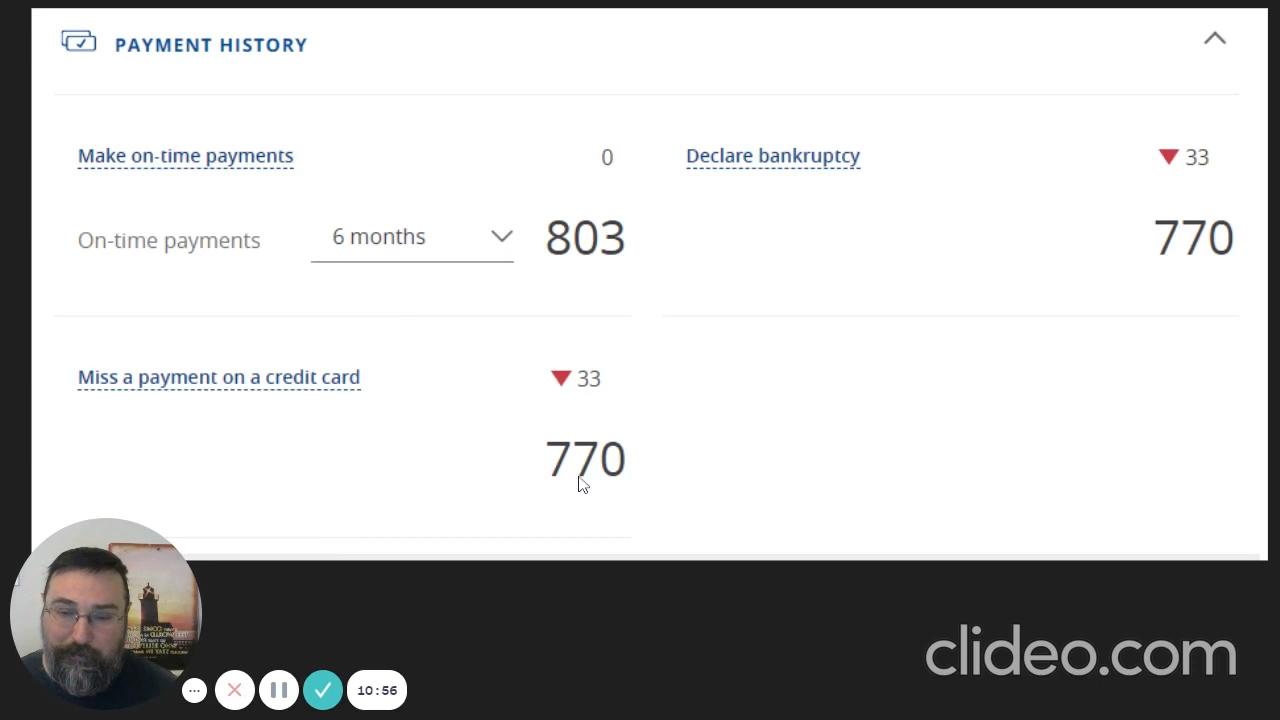 PAYMENT HISTORY
Make on-time payments 0
On-time payments 6 months 803
Declare bankruptcy 33
770
Miss a payment on a credit card 33
770
10:56
clideo.com